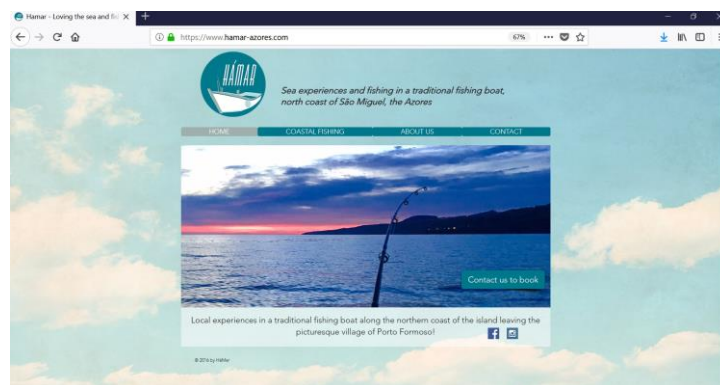 Hamar - Loving the sea and fis
https://www.hamar-azores.com
67%
HÁMAR
Sea experiences and fishing in a traditional fishing boat,
north coast of São Miguel, the Azores
HOME COASTAL FISHING ABOUT US CONTACT
Contact us to book
Local experiences in a traditional fishing boat along the northern coast of the island leaving the
picturesque village of Porto Formoso!
© 2016 by